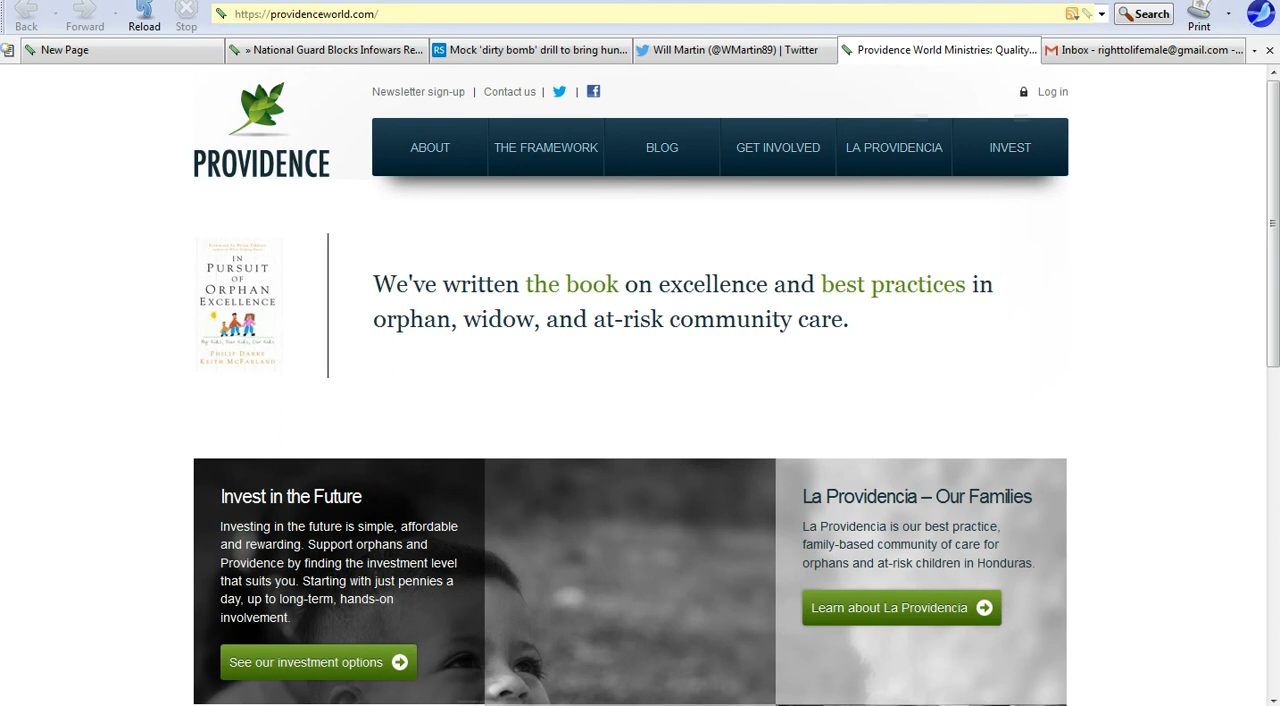 Back
Forward
Reload
Stop
https://providenceworld.com/
Search
Print
New Page
» National Guard Blocks Infowars Re...
RS Mock 'dirty bomb' drill to bring hun...
Will Martin (@WMartin89) | Twitter
Providence World Ministries: Quality...
Inbox - righttolifemale@gmail.com -...
Newsletter sign-up | Contact us | |
Log in
PROVIDENCE
ABOUT
THE FRAMEWORK
BLOG
GET INVOLVED
LA PROVIDENCIA
INVEST
IN
PURSUIT
OF
ORPHAN
EXCELLENCE
PHILIP DARKE
KEITH MCFARLAND
We've written the book on excellence and best practices in
orphan, widow, and at-risk community care.
Invest in the Future
Investing in the future is simple, affordable
and rewarding. Support orphans and
Providence by finding the investment level
that suits you. Starting with just pennies a
day, up to long-term, hands-on
involvement.
See our investment options
La Providencia – Our Families
La Providencia is our best practice,
family-based community of care for
orphans and at-risk children in Honduras.
Learn about La Providencia